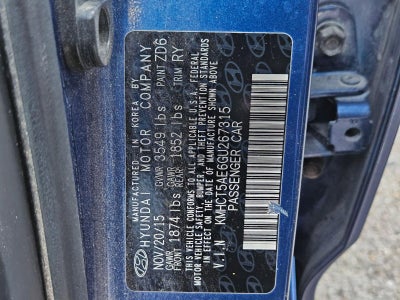 MANUFACTURED IN KOREA BY
HYUNDAI MOTOR COMPANY
NOV/20/15 GVWR 3549 lbs PAINT ZD6
GAWR FRONT 1874 lbs GAWR REAR 1852 lbs TRIM RY
THIS VEHICLE CONFORMS TO ALL APPLICABLE U.S.A. FEDERAL
MOTOR VEHICLE SAFETY, BUMPER, AND THEFT PREVENTION STANDARDS
IN EFFECT ON THE DATE OF MANUFACTURE SHOWN ABOVE.
V.I.N KMHCT5AE6GU267315
PASSENGER CAR